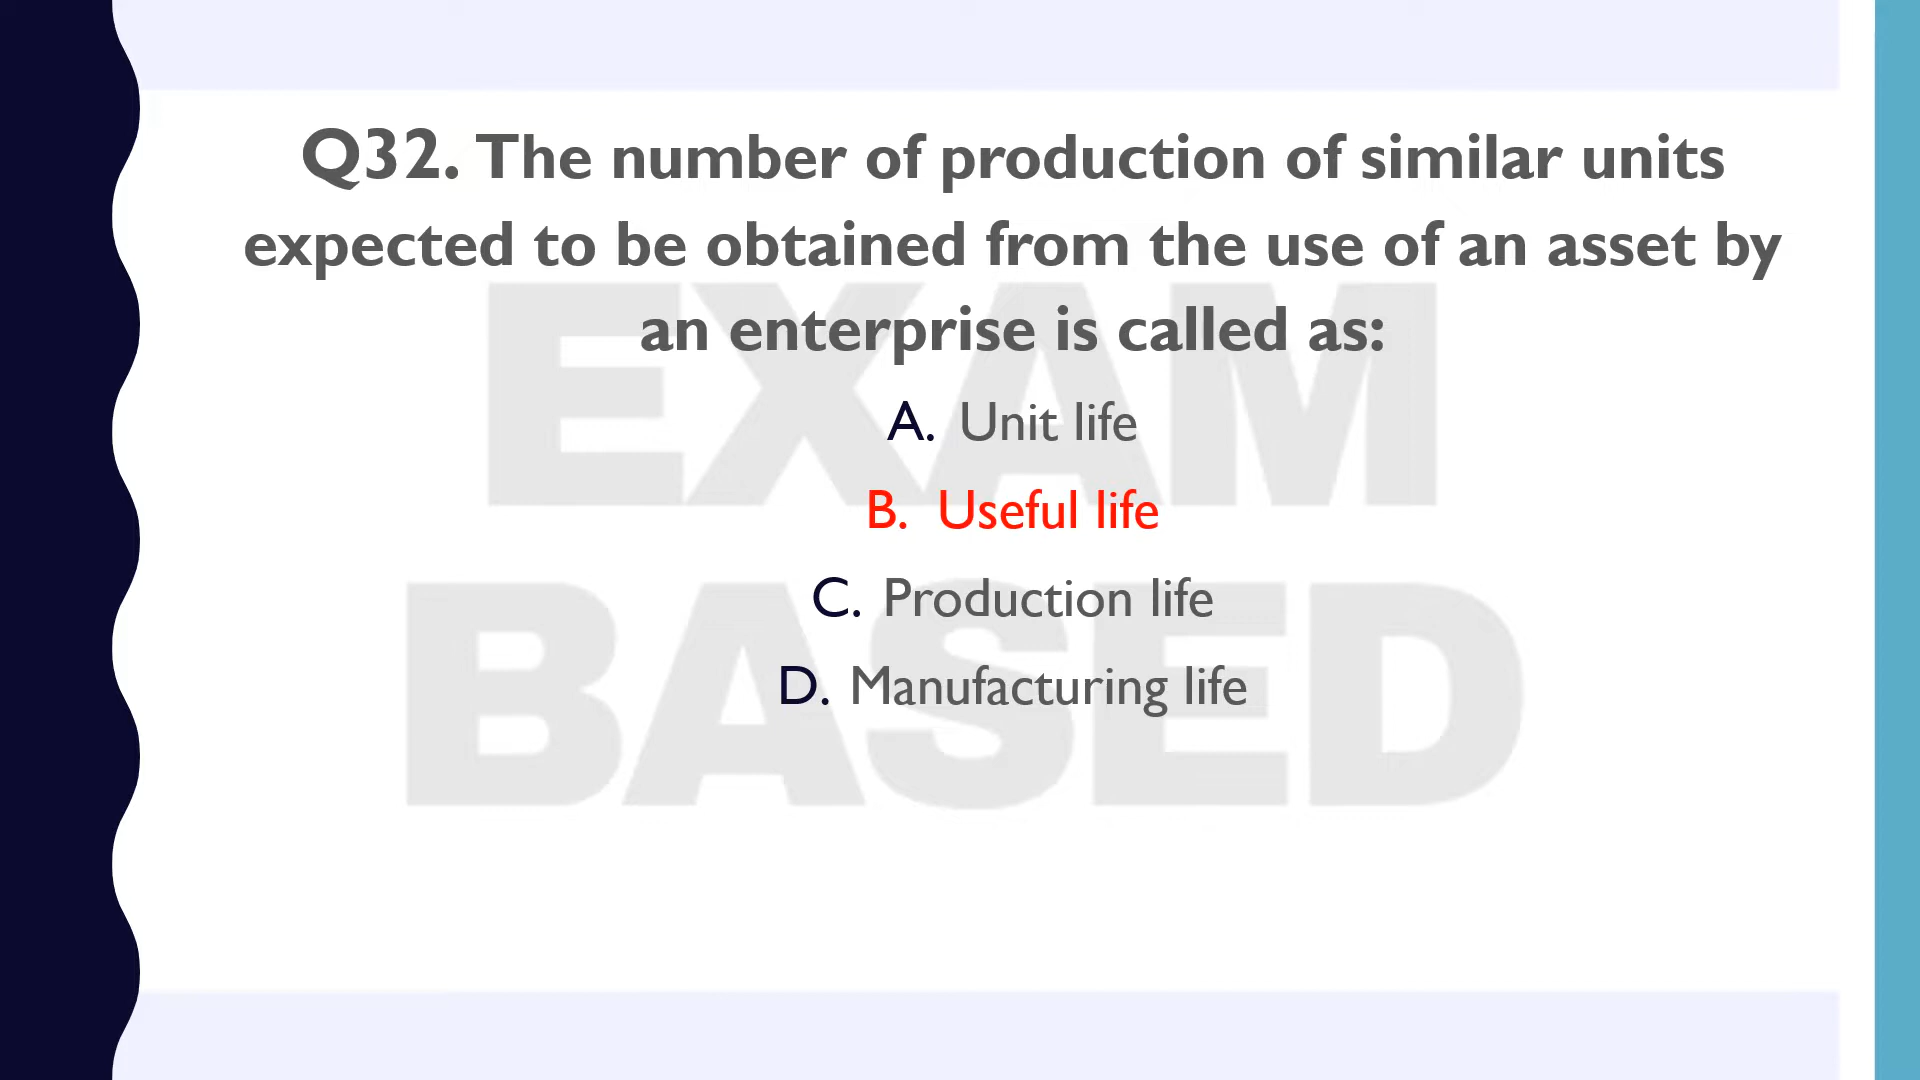 Q32. The number of production of similar units
expected to be obtained from the use of an asset by
an enterprise is called as:
A. Unit life
B. Useful life
C. Production life
D. Manufacturing life
EXAM
BASED